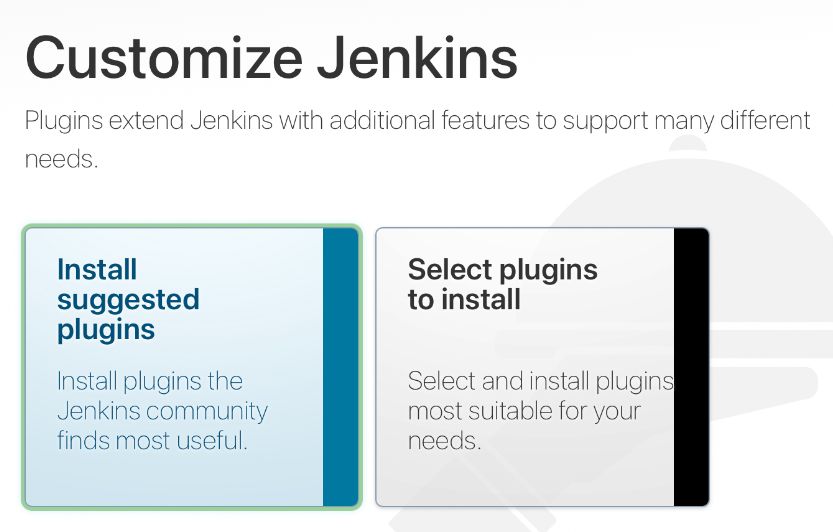 Customize Jenkins
Plugins extend Jenkins with additional features to support many different
needs.
Install
suggested
plugins
Install plugins the
Jenkins community
finds most useful.
Select plugins
to install
Select and install plugins
most suitable for your
needs.